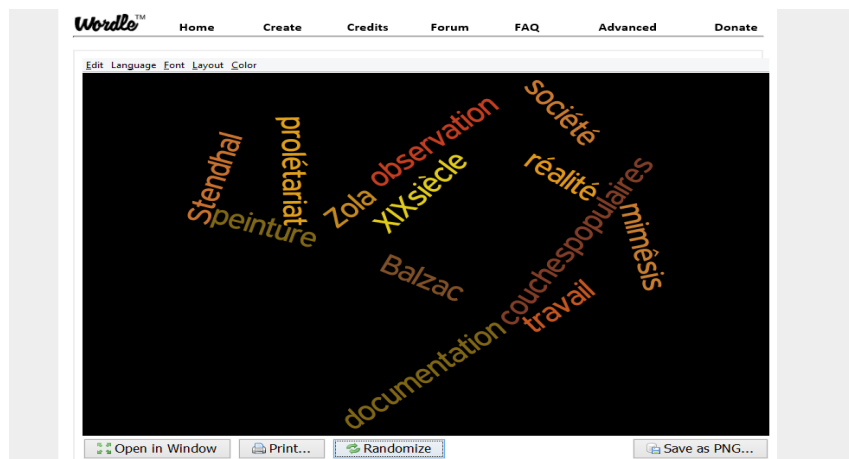 Wordle™ Home Create Credits Forum FAQ Advanced Donate
Edit Language Font Layout Color
société
observation
prolétariat
Stendhal
réalité
XIXsiècle
Zola
couchespopulaires
peinture
mimêsis
Balzac
travail
documentation
Open in Window Print... Randomize Save as PNG...